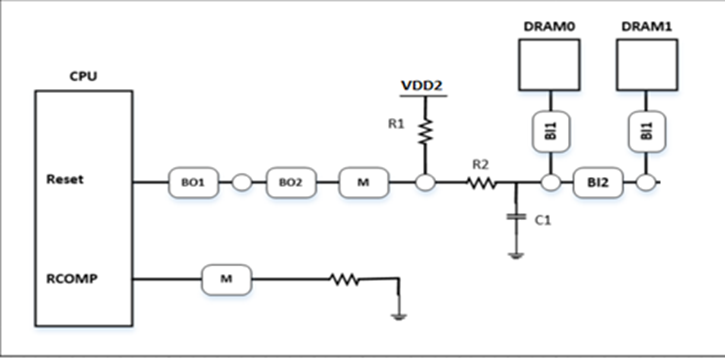 DRAM0 DRAM1
CPU
VDD2
R1
BI1 BI1
R2
Reset BO1 BO2 M BI2
C1
RCOMP M